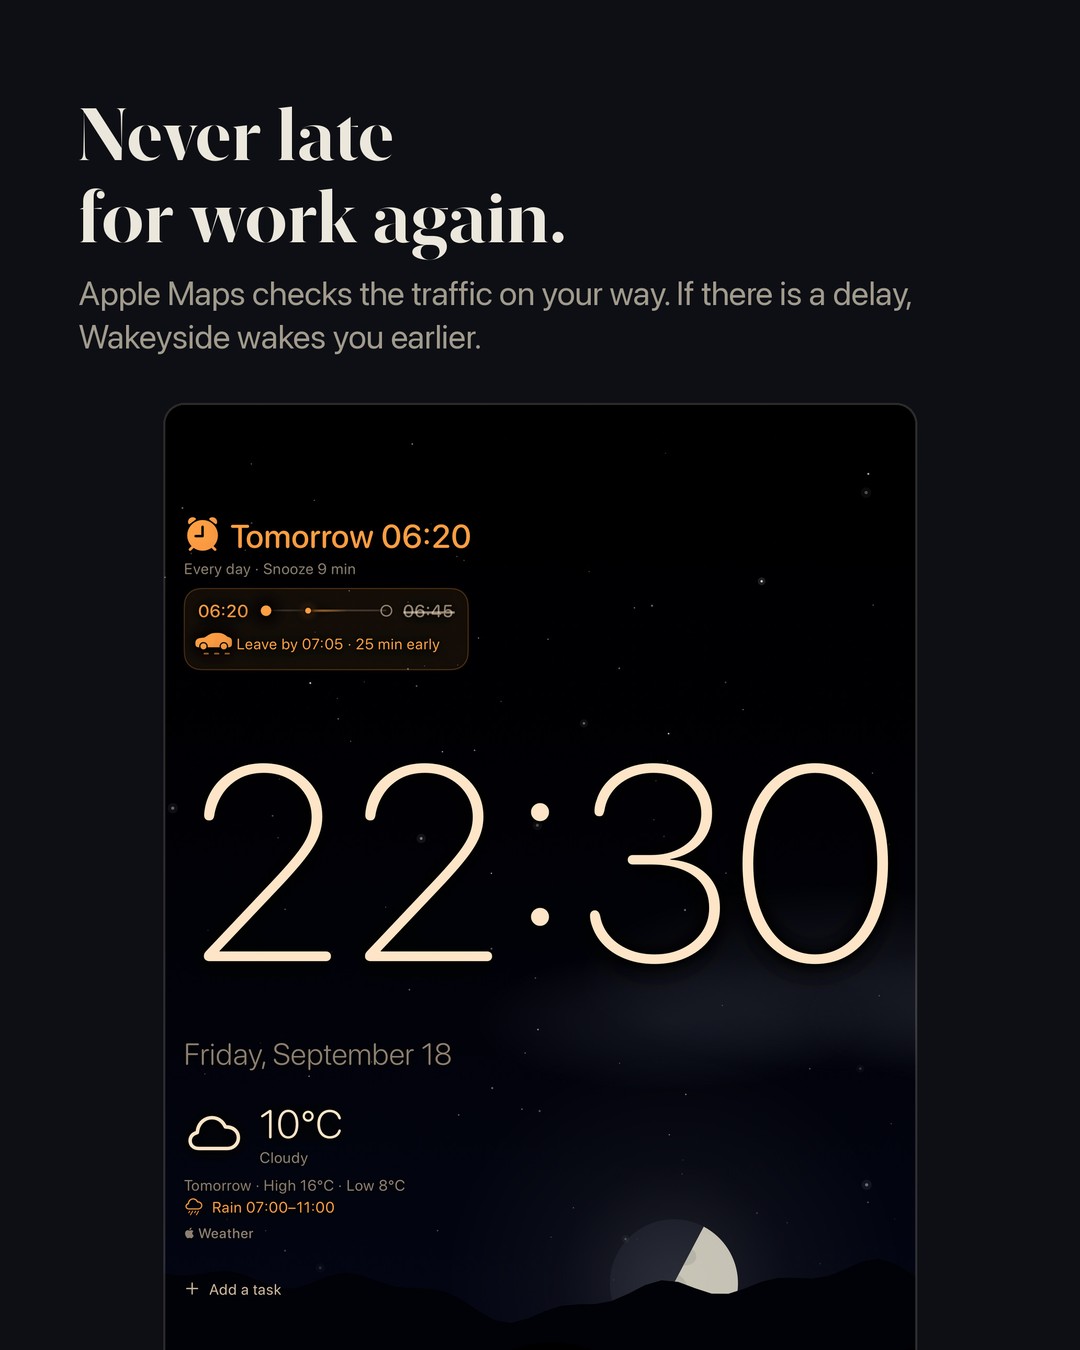 Never late
for work again.
Apple Maps checks the traffic on your way. If there is a delay,
Wakeyside wakes you earlier.
Tomorrow 06:20
Every day · Snooze 9 min
06:20 06:45
Leave by 07:05 · 25 min early
22:30
Friday, September 18
10°C
Cloudy
Tomorrow · High 16°C · Low 8°C
Rain 07:00–11:00
Weather
+ Add a task